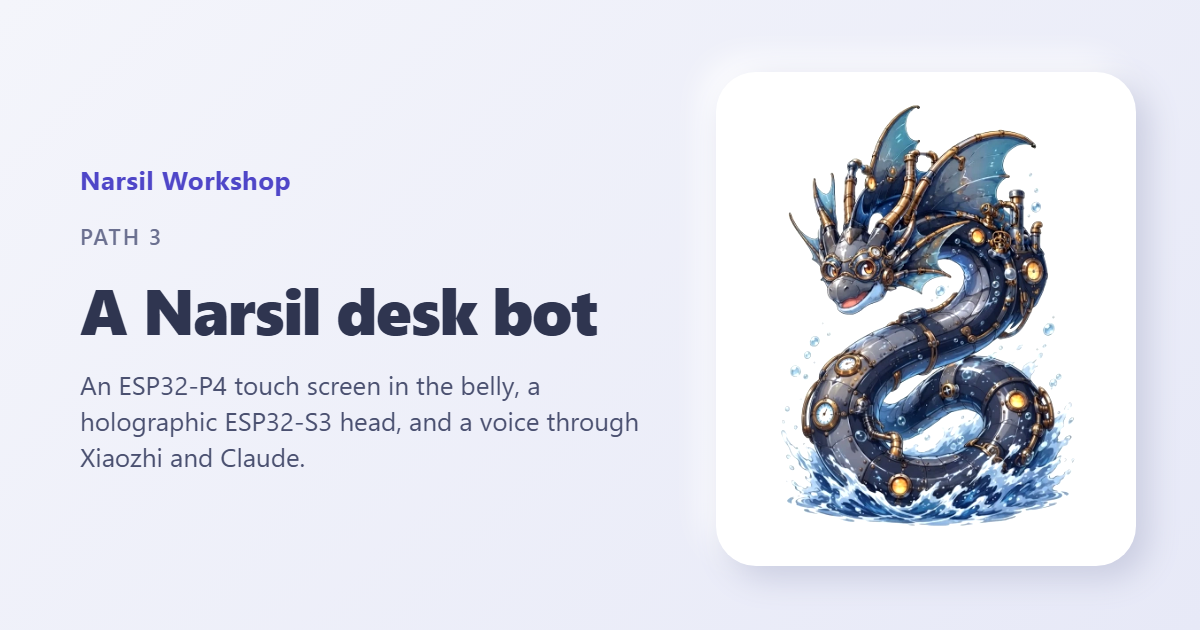 Narsil Workshop
PATH 3
A Narsil desk bot
An ESP32-P4 touch screen in the belly, a
holographic ESP32-S3 head, and a voice through
Xiaozhi and Claude.